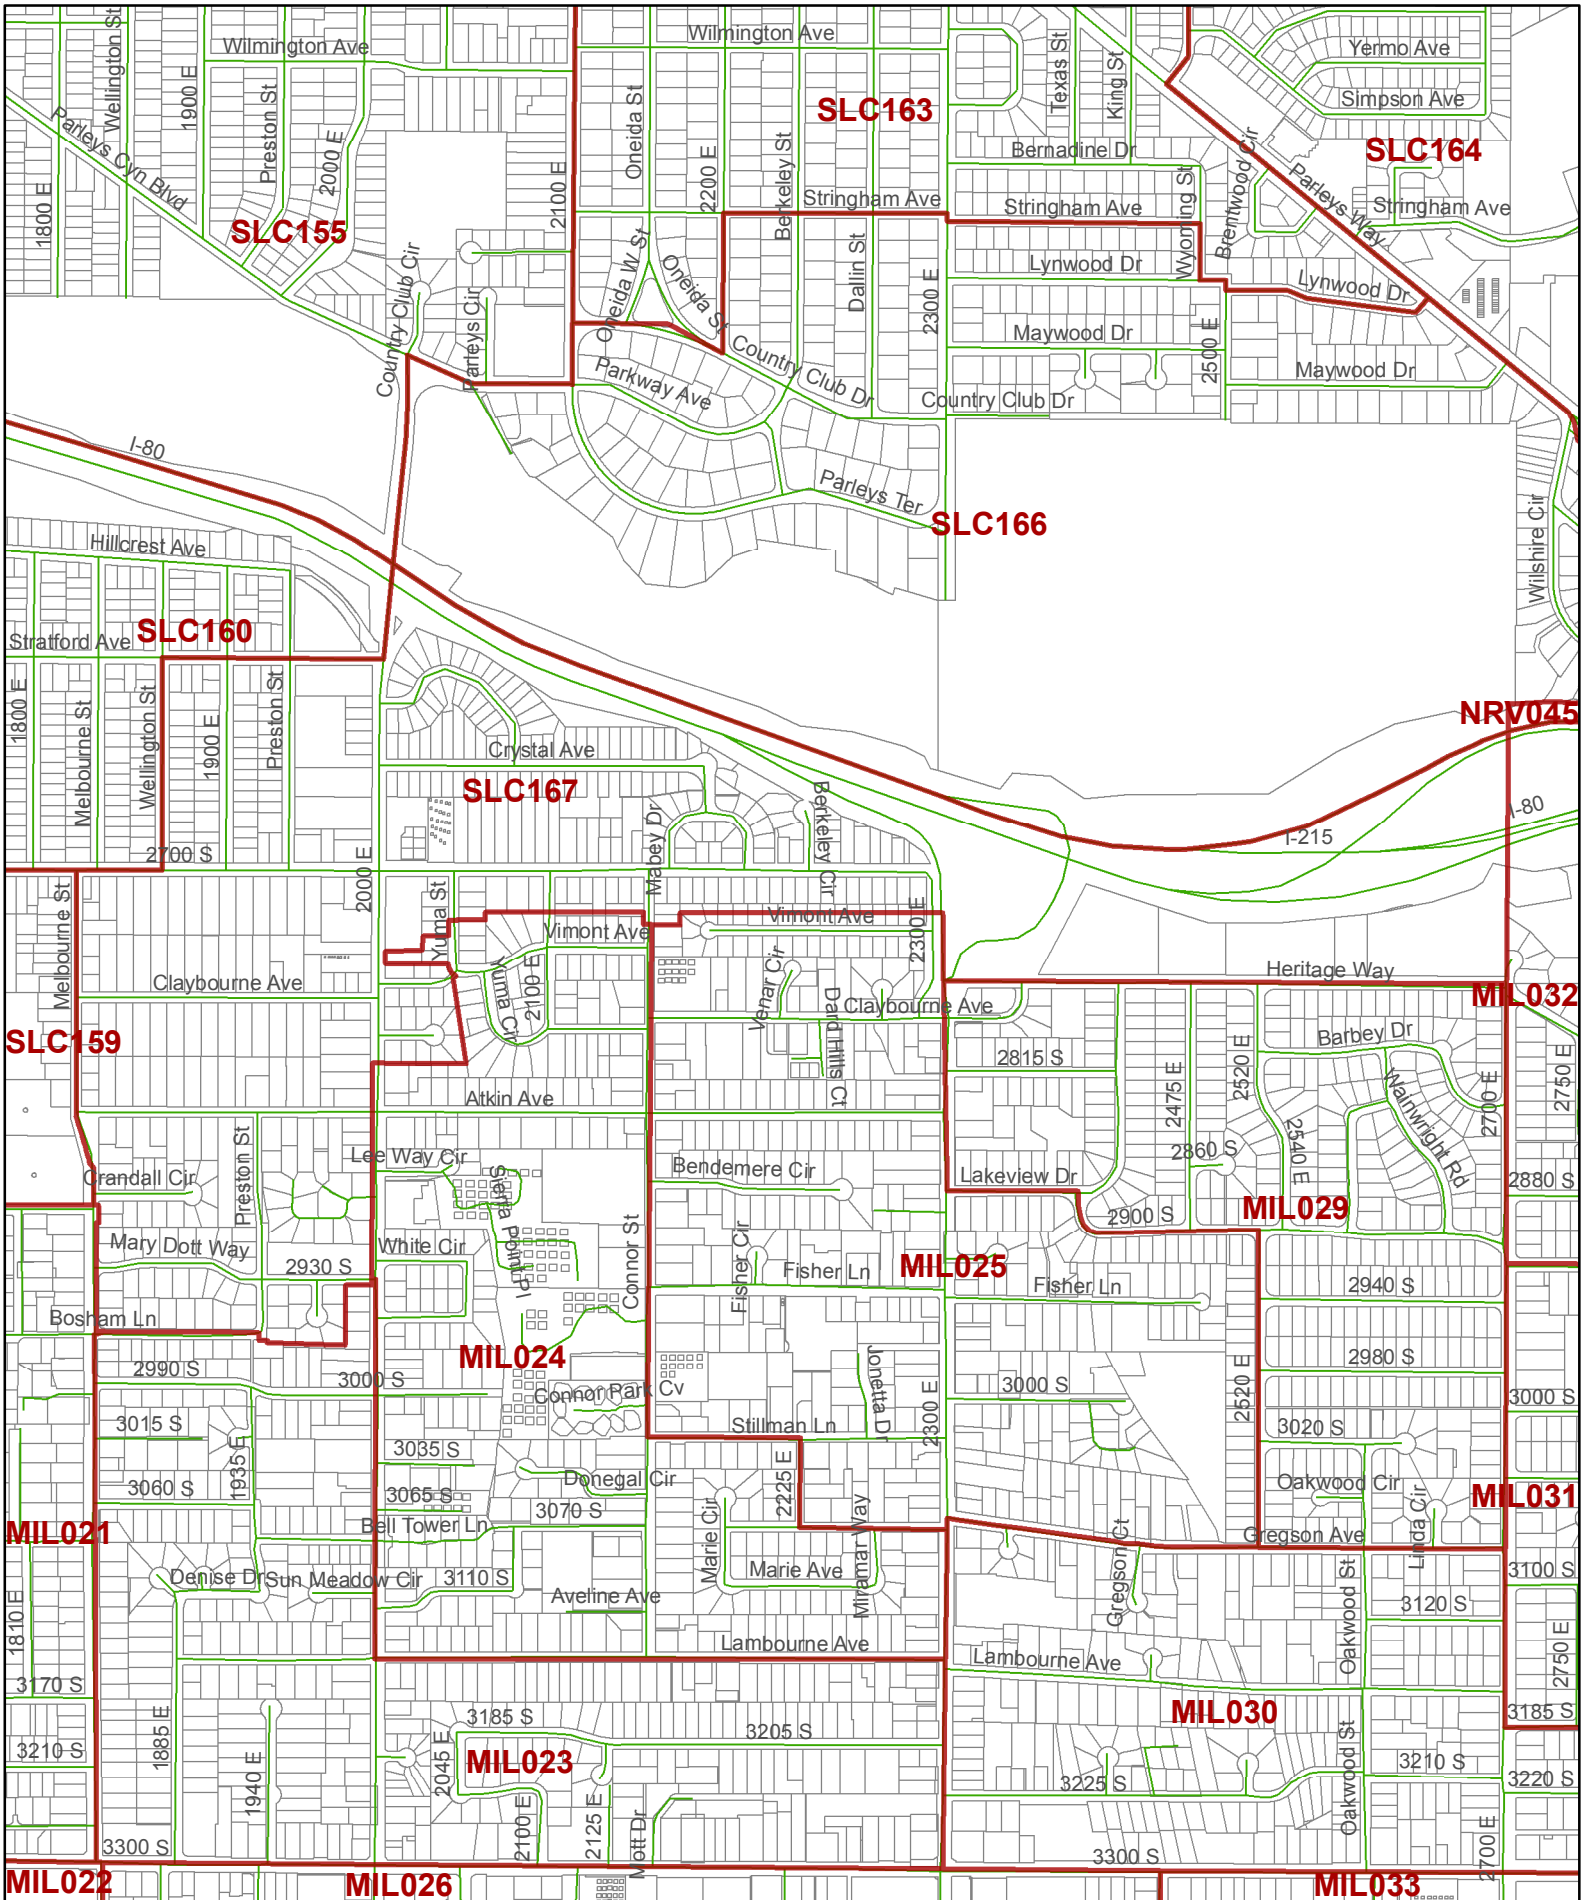 Wilmington Ave
Wilmington Ave
Yermo Ave
Wellington St
1900 E
Preston St
Simpson Ave
Texas St
King St
SLC163
Oneida St
Parleys Cyn Blvd
2000 E
2100 E
2200 E
Berkeley St
Bernadine Dr
Brentwood Cir
SLC164
1800 E
Stringham Ave
Stringham Ave
Wyoming St
Parleys Way
Stringham Ave
SLC155
Oneida W St
Oneida St
Dallin St
2300 E
Lynwood Dr
Lynwood Dr
Country Club Cir
Parleys Cir
Maywood Dr
2500 E
Maywood Dr
Country Club Dr
Parkway Ave
Country Club Dr
I-80
Parleys Ter
SLC166
Wilshire Cir
Hillcrest Ave
SLC160
Stratford Ave
1800 E
Melbourne St
Wellington St
1900 E
Preston St
NRV045
Crystal Ave
SLC167
Mabey Dr
Berkeley Cir
I-80
I-215
2700 S
2000 E
Melbourne St
Yuma St
Vimont Ave
Vimont Ave
2300 E
Claybourne Ave
Yuma Cir
2100 E
Venar Cir
Dard Hills Ct
Claybourne Ave
Heritage Way
MIL032
SLC159
2815 S
2475 E
2520 E
Barbey Dr
Wainwright Rd
2700 E
2750 E
Atkin Ave
Preston St
Lee Way Cir
Crandall Cir
Sierra Point Pl
Bendemere Cir
Lakeview Dr
2860 S
2540 E
2880 S
2900 S
MIL029
Mary Dott Way
2930 S
White Cir
Connor St
Fisher Cir
Fisher Ln
MIL025
Fisher Ln
2940 S
Bosham Ln
2990 S
3000 S
MIL024
Connor Park Cv
Jonetta Dr
2300 E
3000 S
2520 E
2980 S
3000 S
3015 S
1935 E
3035 S
Stillman Ln
3020 S
3060 S
3065 S
Donegal Cir
3070 S
2225 E
Oakwood Cir
Linda Cir
MIL031
MIL021
Bell Tower Ln
Marie Cir
Miramar Way
Gregson Ct
Gregson Ave
Denise Dr
Sun Meadow Cir
3110 S
Marie Ave
3100 S
1810 E
Aveline Ave
Oakwood St
3120 S
Lambourne Ave
Lambourne Ave
2750 E
3170 S
MIL030
3185 S
3185 S
3205 S
3210 S
1885 E
1940 E
2045 E
MIL023
2100 E
2125 E
Mott Dr
3225 S
Oakwood St
3210 S
3220 S
2700 E
3300 S
3300 S
MIL022
MIL026
MIL033